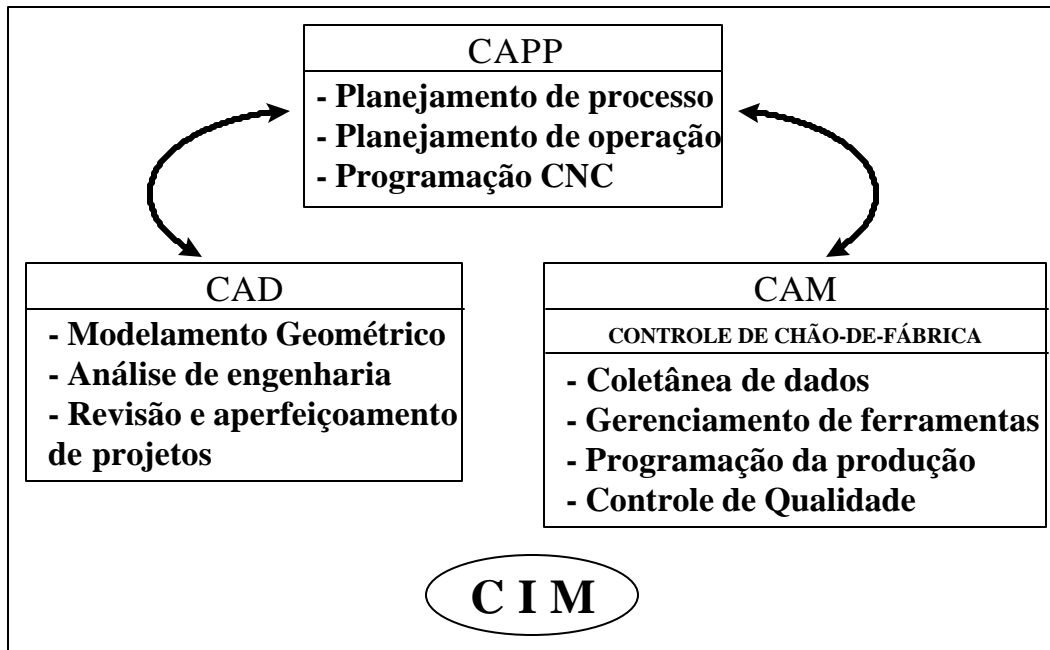 CAPP
- Planejamento de processo
- Planejamento de operação
- Programação CNC
CAD
- Modelamento Geométrico
- Análise de engenharia
- Revisão e aperfeiçoamento
de projetos
CAM
CONTROLE DE CHÃO-DE-FÁBRICA
- Coletânea de dados
- Gerenciamento de ferramentas
- Programação da produção
- Controle de Qualidade
C I M